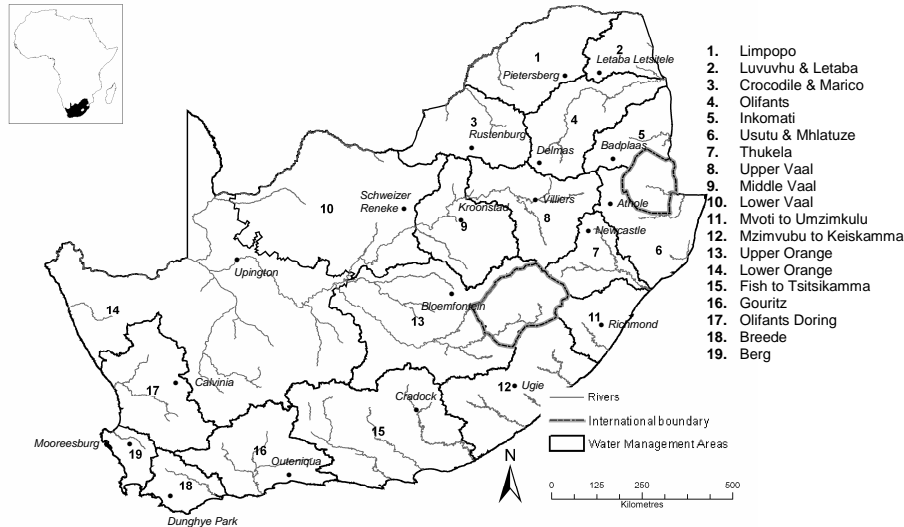 1. Limpopo
2. Luvuvhu & Letaba
3. Crocodile & Marico
4. Olifants
5. Inkomati
6. Usutu & Mhlatuze
7. Thukela
8. Upper Vaal
9. Middle Vaal
10. Lower Vaal
11. Mvoti to Umzimkulu
12. Mzimvubu to Keiskamma
13. Upper Orange
14. Lower Orange
15. Fish to Tsitsikamma
16. Gouritz
17. Olifants Doring
18. Breede
19. Berg
1
2
Letaba Letsitele
Pietersberg
3
4
5
Rustenburg
Delmas
Badplaas
Schweizer
Reneke
10
Kroonstad
9
Villiers
8
Athole
Newcastle
7
6
Upington
Bloemfontein
13
14
11
Richmond
17
Calvinia
Cradock
12
Ugie
15
Mooreesburg
19
16
Outeniqua
18
Dunghye Park
Rivers
International boundary
Water Management Areas
N
0 125 250 500
Kilometres